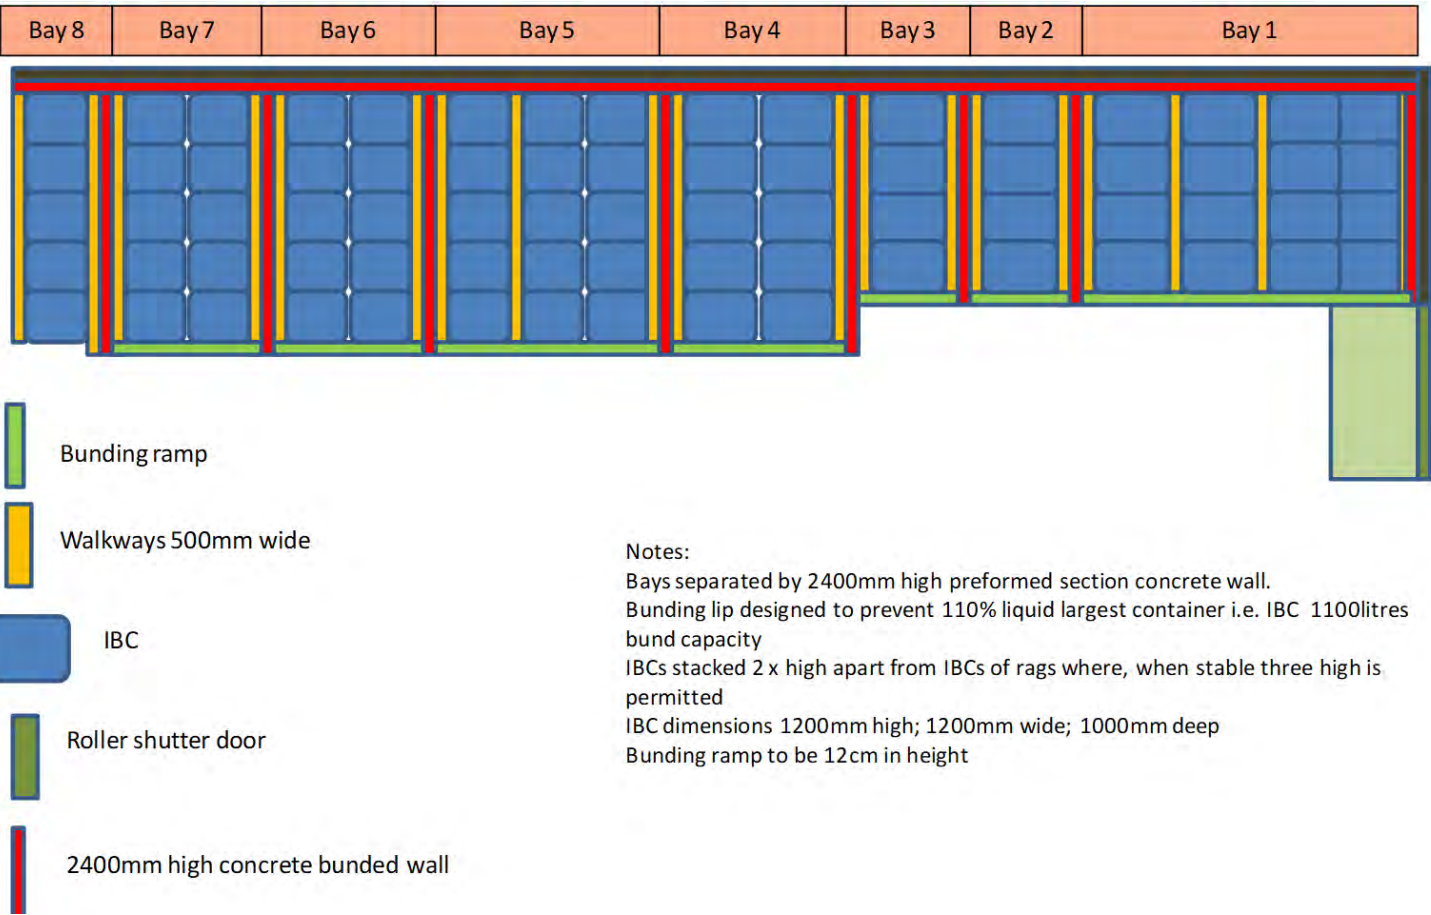 Bay 8 Bay 7 Bay 6 Bay 5 Bay 4 Bay 3 Bay 2 Bay 1
Bunding ramp
Walkways 500mm wide
IBC
Roller shutter door
2400mm high concrete bunded wall
Notes:
Bays separated by 2400mm high preformed section concrete wall.
Bunding lip designed to prevent 110% liquid largest container i.e. IBC 1100litres
bund capacity
IBCs stacked 2 x high apart from IBCs of rags where, when stable three high is
permitted
IBC dimensions 1200mm high; 1200mm wide; 1000mm deep
Bunding ramp to be 12cm in height